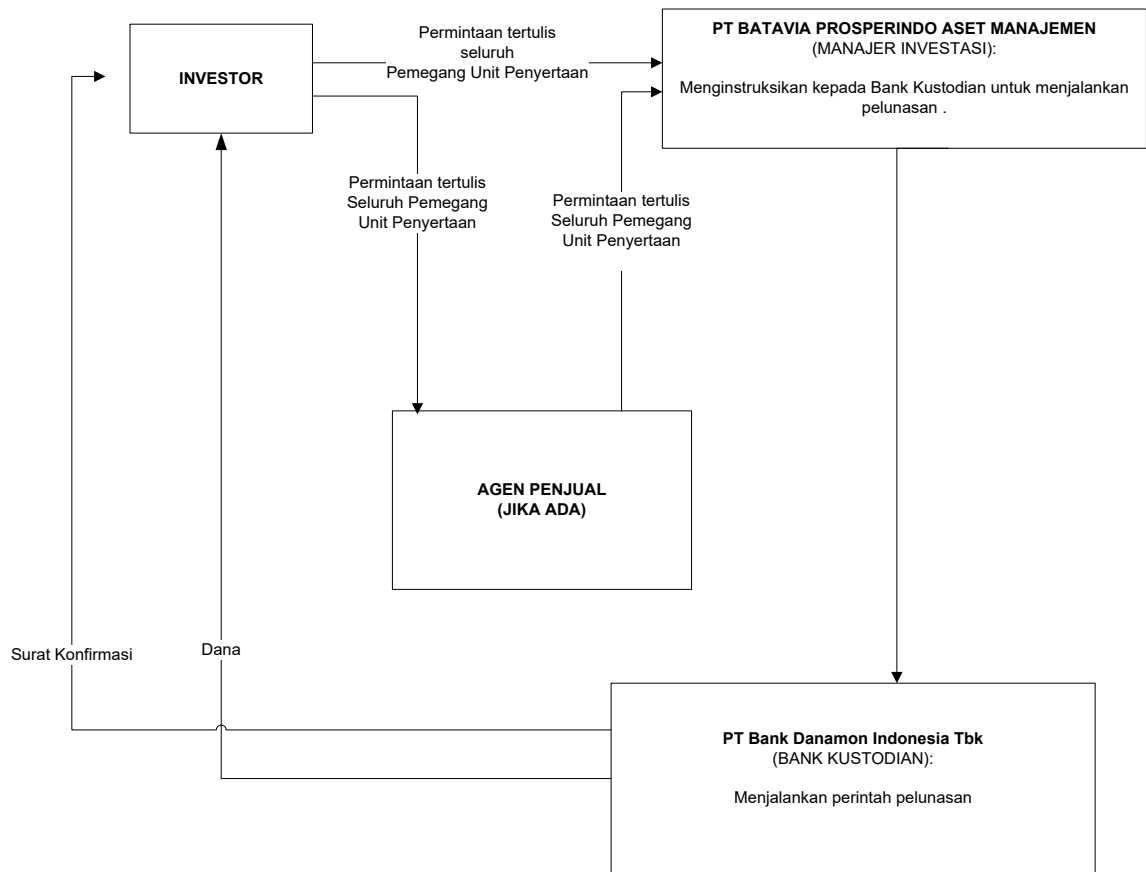 INVESTOR
Permintaan tertulis
seluruh
Pemegang Unit Penyertaan
PT BATAVIA PROSPERINDO ASET MANAJEMEN
(MANAJER INVESTASI):
Menginstruksikan kepada Bank Kustodian untuk menjalankan
pelunasan .
Permintaan tertulis
Seluruh Pemegang
Unit Penyertaan
Permintaan tertulis
Seluruh Pemegang
Unit Penyertaan
AGEN PENJUAL
(JIKA ADA)
Surat Konfirmasi
Dana
PT Bank Danamon Indonesia Tbk
(BANK KUSTODIAN):
Menjalankan perintah pelunasan